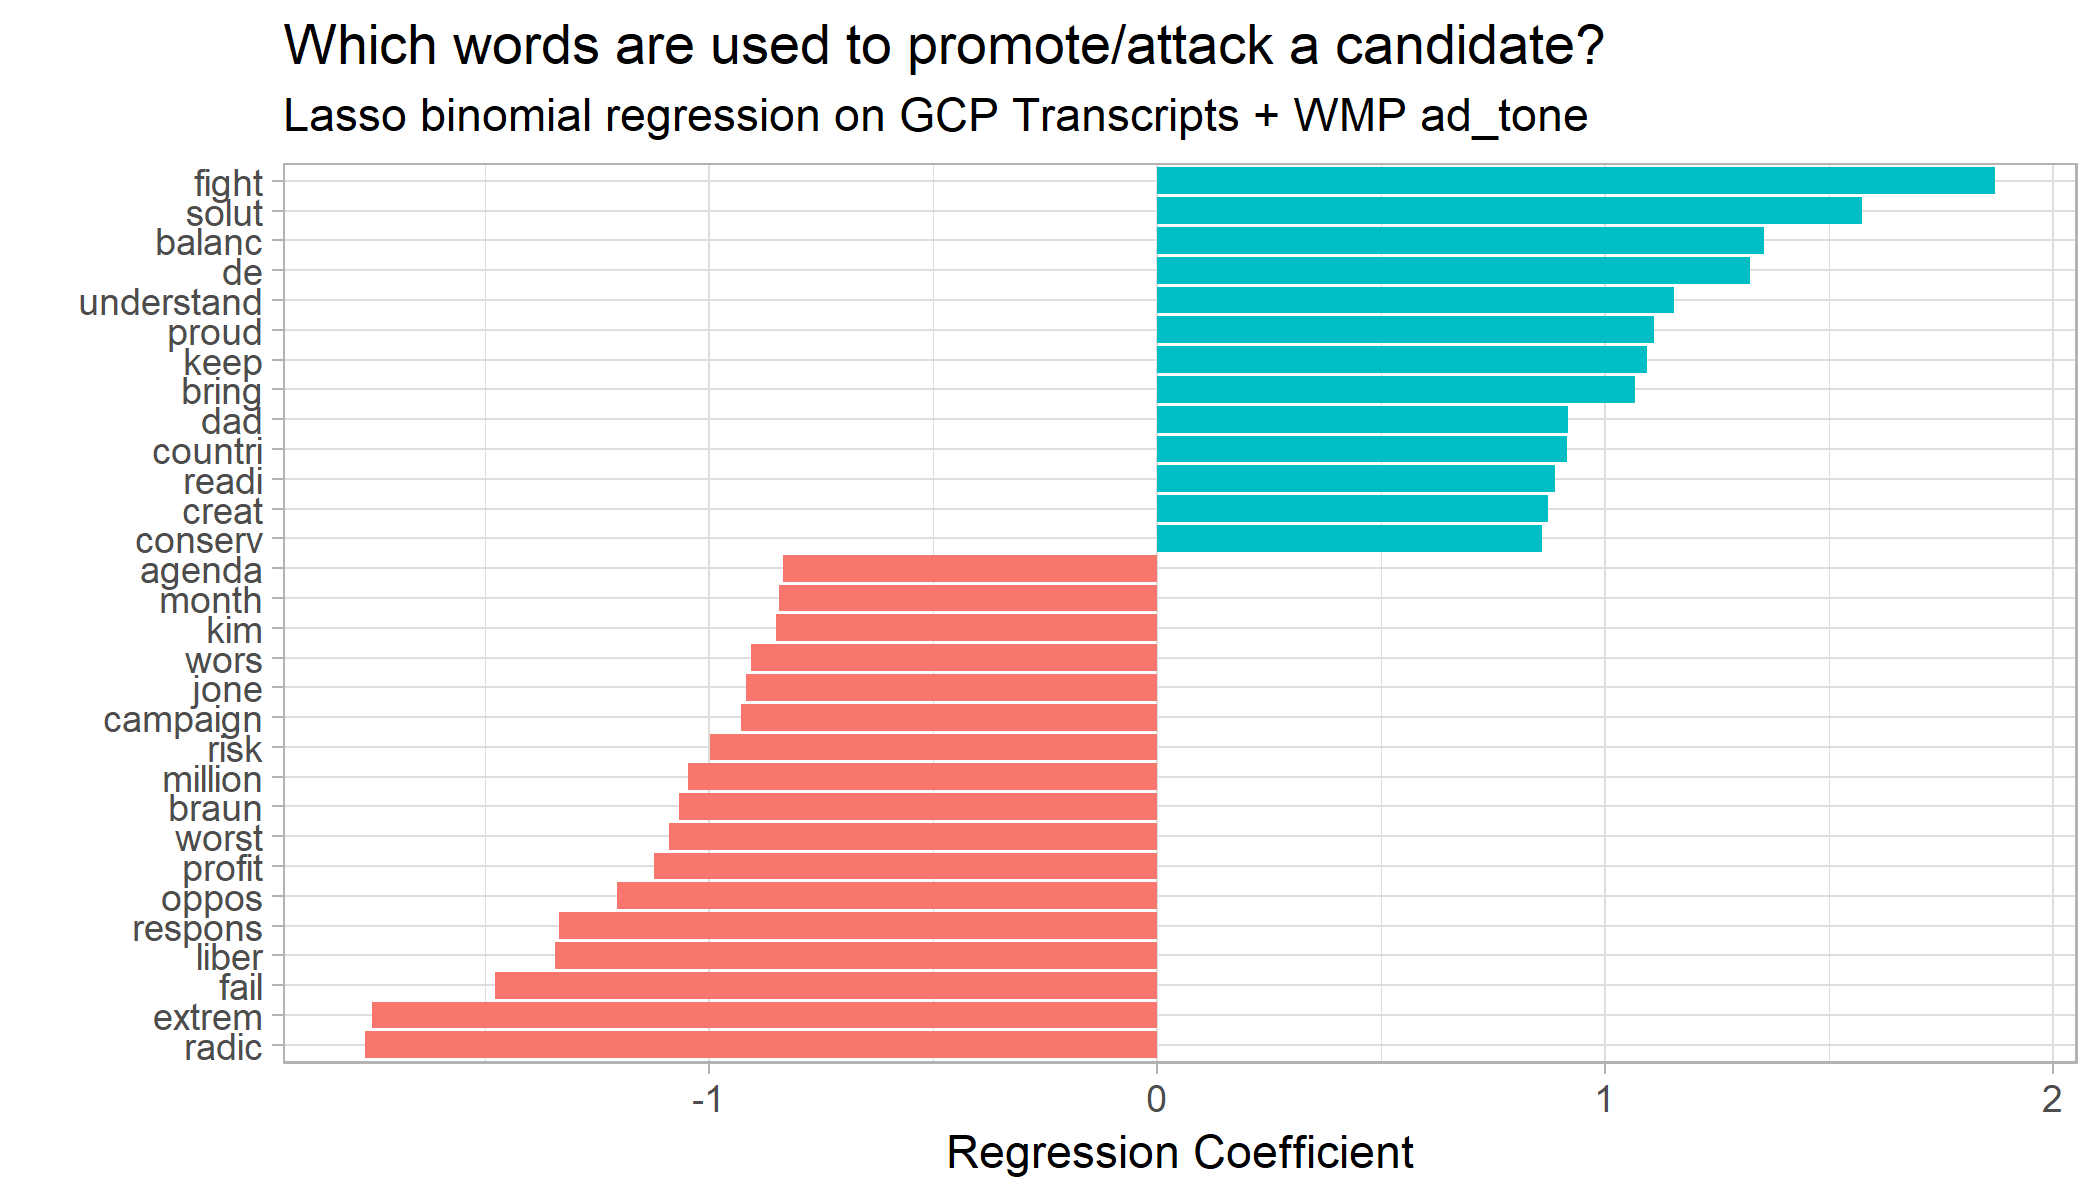 Which words are used to promote/attack a candidate?
Lasso binomial regression on GCP Transcripts + WMP ad_tone
fight
solut
balanc
de
understand
proud
keep
bring
dad
countri
readi
creat
conserv
agenda
month
kim
wors
jone
campaign
risk
million
braun
worst
profit
oppos
respons
liber
fail
extrem
radic
-1 0 1 2
Regression Coefficient